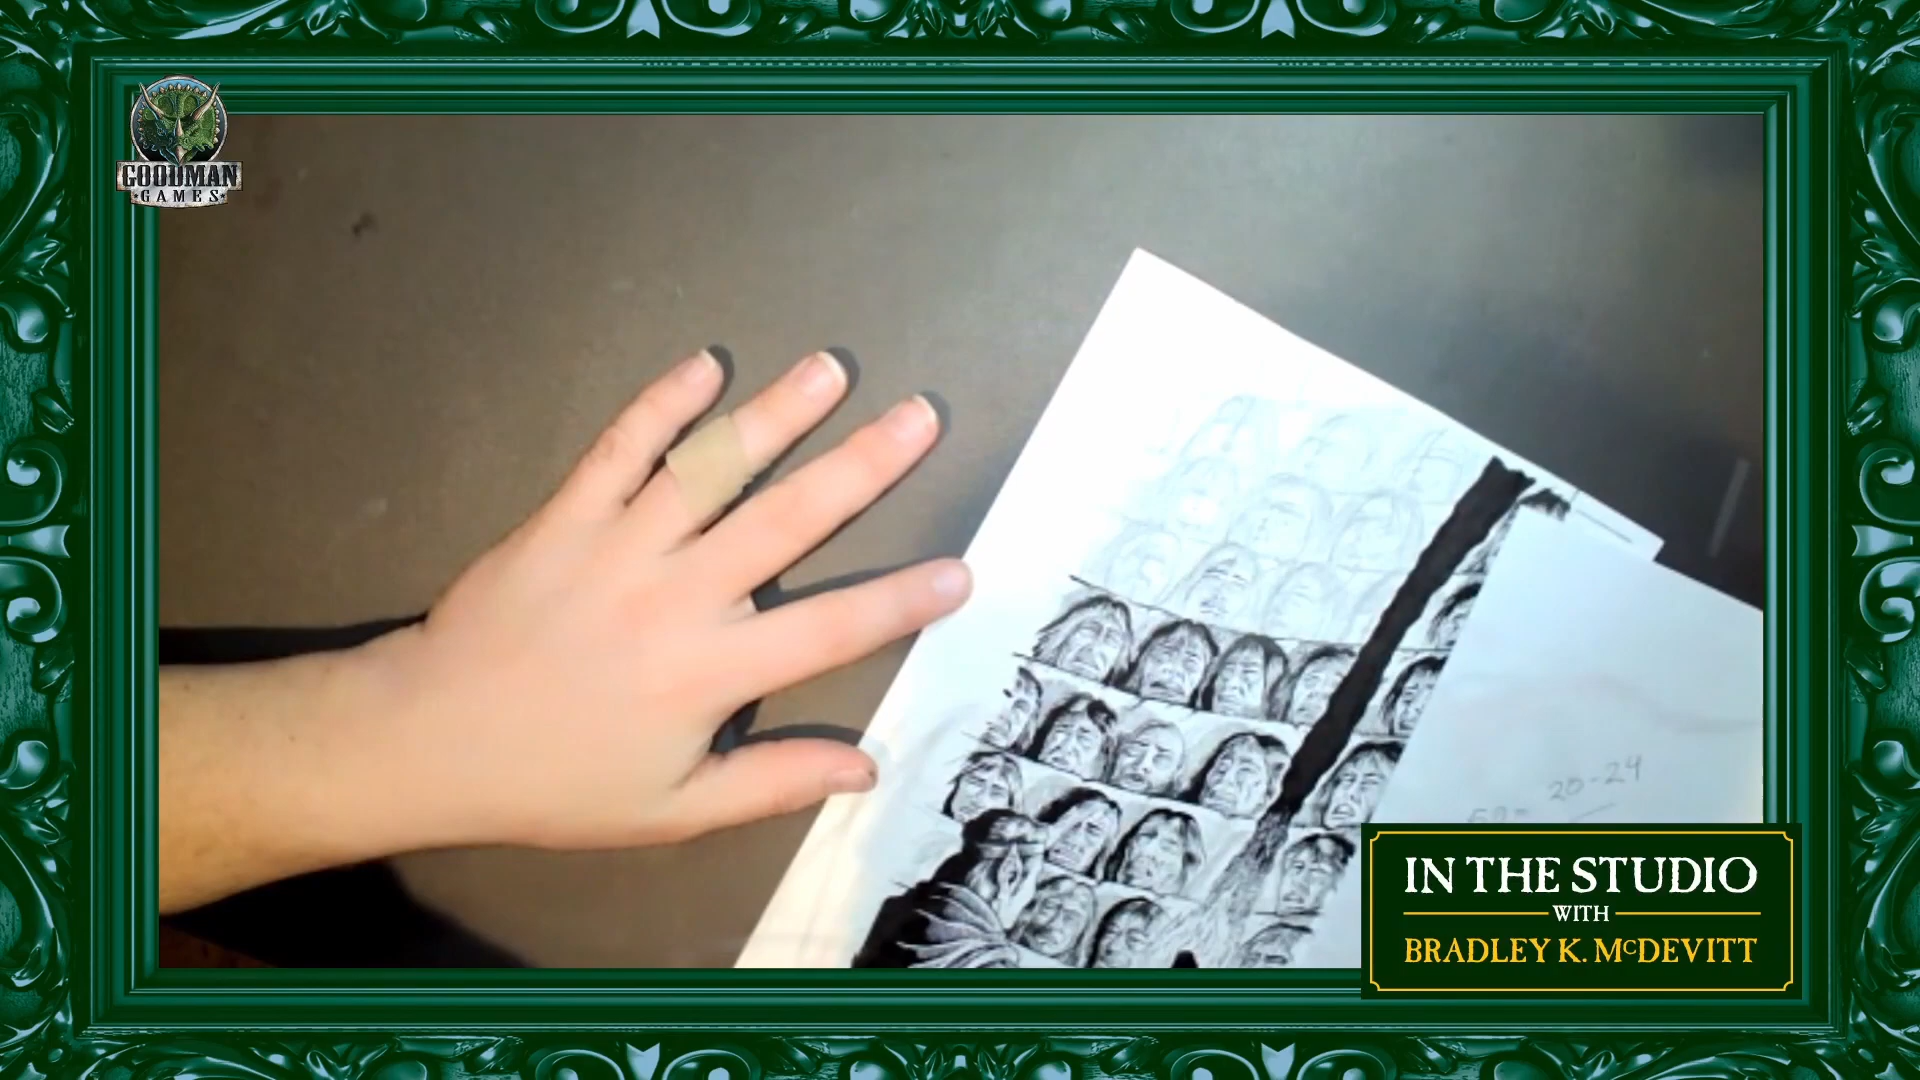 GOODMAN
GAMES
20-24
IN THE STUDIO
WITH
BRADLEY K. McDEVITT